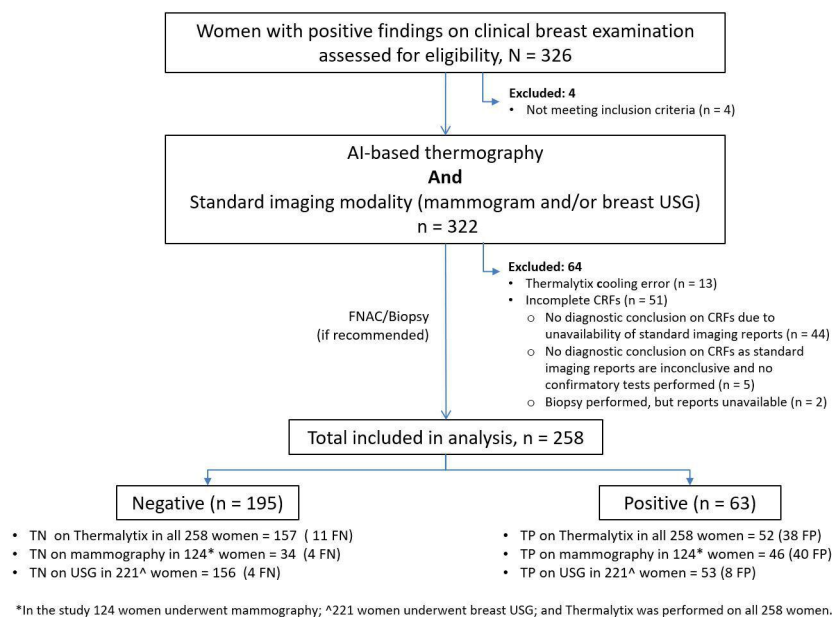 Women with positive findings on clinical breast examination
assessed for eligibility, N = 326
Excluded: 4
• Not meeting inclusion criteria (n = 4)
AI-based thermography
And
Standard imaging modality (mammogram and/or breast USG)
n = 322
Excluded: 64
• Thermalytix cooling error (n = 13)
• Incomplete CRFs (n = 51)
o No diagnostic conclusion on CRFs due to
unavailability of standard imaging reports (n = 44)
o No diagnostic conclusion on CRFs as standard
imaging reports are inconclusive and no
confirmatory tests performed (n = 5)
o Biopsy performed, but reports unavailable (n = 2)
FNAC/Biopsy
(if recommended)
Total included in analysis, n = 258
Negative (n = 195)
• TN on Thermalytix in all 258 women = 157 ( 11 FN)
• TN on mammography in 124* women = 34 (4 FN)
• TN on USG in 221^ women = 156 (4 FN)
Positive (n = 63)
• TP on Thermalytix in all 258 women = 52 (38 FP)
• TP on mammography in 124* women = 46 (40 FP)
• TP on USG in 221^ women = 53 (8 FP)
*In the study 124 women underwent mammography; ^221 women underwent breast USG; and Thermalytix was performed on all 258 women.